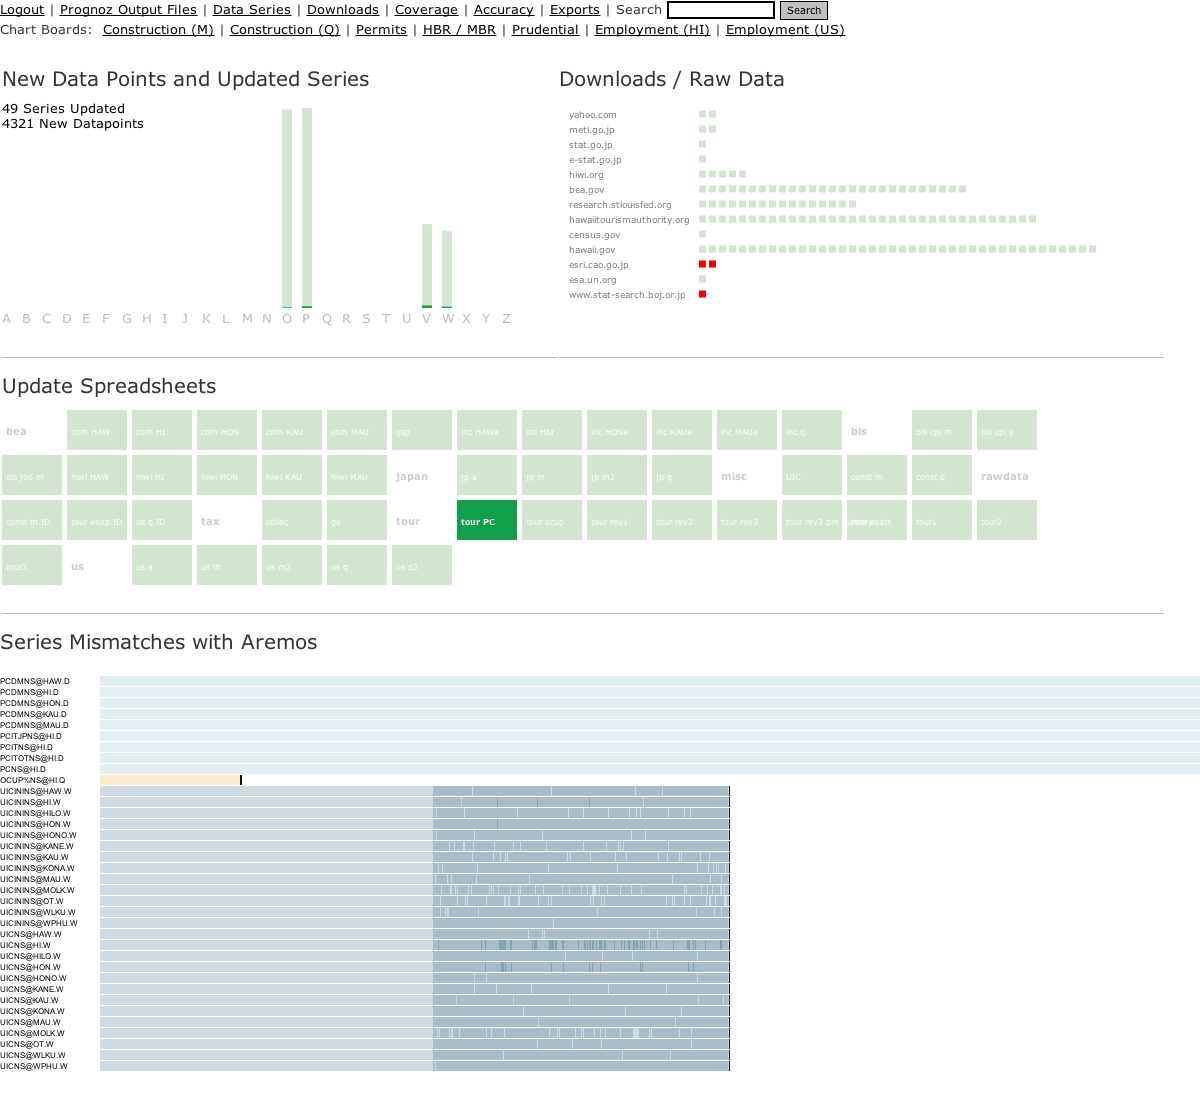 Logout | Prognoz Output Files | Data Series | Downloads | Coverage | Accuracy | Exports | Search Search
Chart Boards: Construction (M) | Construction (Q) | Permits | HBR / MBR | Prudential | Employment (HI) | Employment (US)
New Data Points and Updated Series
49 Series Updated
4321 New Datapoints
A B C D E F G H I J K L M N O P Q R S T U V W X Y Z
Downloads / Raw Data
yahoo.com
meti.go.jp
stat.go.jp
e-stat.go.jp
hiwi.org
bea.gov
research.stlouisfed.org
hawaiitourismauthority.org
census.gov
hawaii.gov
esri.cao.go.jp
esa.un.org
www.stat-search.boj.or.jp
Update Spreadsheets
bea com HAW com HI com HON com KAU com MAU gsp inc HAWa inc HIa inc HONa inc KAUa inc MAUa inc q bls bls cpi m bls cpi s
bls job m hiwi HAW hiwi HI hiwi HON hiwi KAU hiwi MAU japan jp a jp m jp m2 jp q misc UIC const m const q rawdata
const m ID tour vexp ID us q ID tax collec ge tour tour PC tour ocup tour rev1 tour rev2 tour rev3 tour rev3 pre tour seats tour1 tour2
tour3 us us a us m us m2 us q us q2
Series Mismatches with Aremos
PCDMNS@HAW.D
PCDMNS@HI.D
PCDMNS@HON.D
PCDMNS@KAU.D
PCDMNS@MAU.D
PCITJPNS@HI.D
PCITNS@HI.D
PCITOTNS@HI.D
PCNS@HI.D
OCUP%NS@HI.Q
UICININS@HAW.W
UICININS@HI.W
UICININS@HILO.W
UICININS@HON.W
UICININS@HONO.W
UICININS@KANE.W
UICININS@KAU.W
UICININS@KONA.W
UICININS@MAU.W
UICININS@MOLK.W
UICININS@OT.W
UICININS@WLKU.W
UICININS@WPHU.W
UICNS@HAW.W
UICNS@HI.W
UICNS@HILO.W
UICNS@HON.W
UICNS@HONO.W
UICNS@KANE.W
UICNS@KAU.W
UICNS@KONA.W
UICNS@MAU.W
UICNS@MOLK.W
UICNS@OT.W
UICNS@WLKU.W
UICNS@WPHU.W